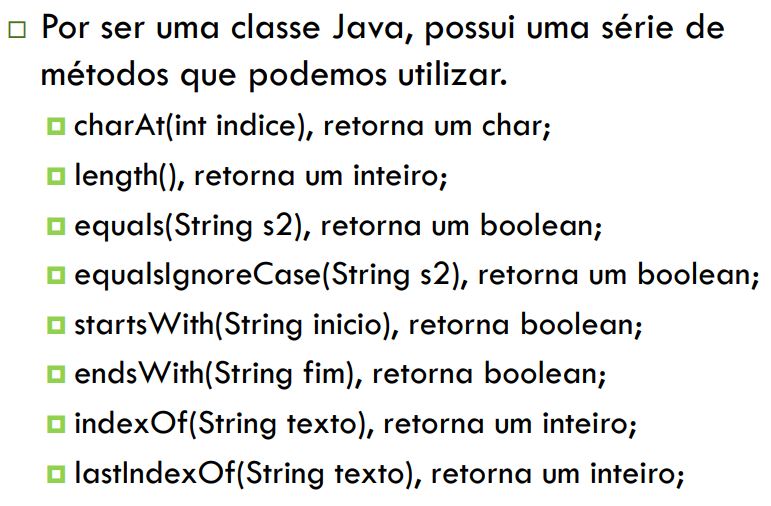 Por ser uma classe Java, possui uma série de
métodos que podemos utilizar.
charAt(int indice), retorna um char;
length(), retorna um inteiro;
equals(String s2), retorna um boolean;
equalsIgnoreCase(String s2), retorna um boolean;
startsWith(String inicio), retorna boolean;
endsWith(String fim), retorna boolean;
indexOf(String texto), retorna um inteiro;
lastIndexOf(String texto), retorna um inteiro;